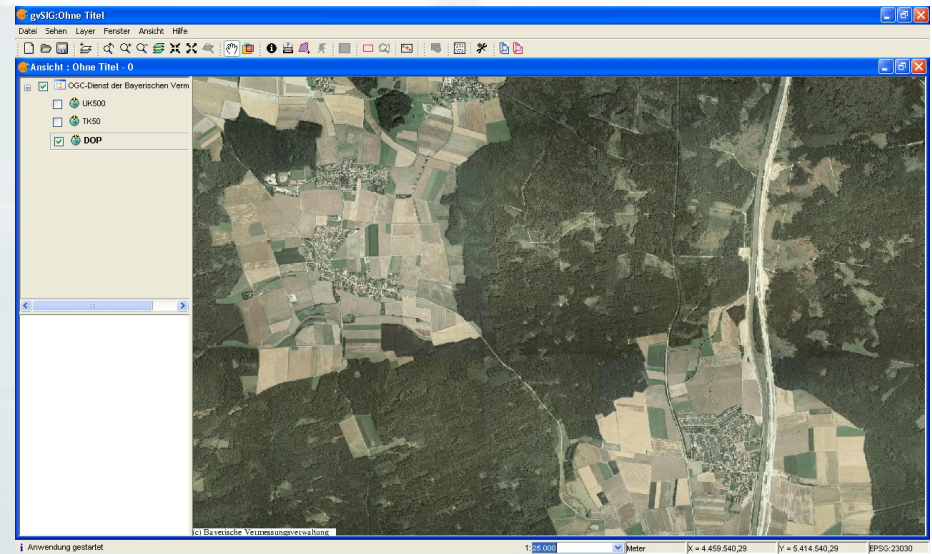 gvSIG:Ohne Titel
Datei Sehen Layer Fenster Ansicht Hilfe
Ansicht : Ohne Titel - 0
OGC-Dienst der Bayerischen Verm
UK500
TK50
DOP
(c) Bayerische Vermessungsverwaltung
Anwendung gestartet
1: 25.000
Meter
X = 4.459.540,29
Y = 5.414.540,29
EPSG:23030